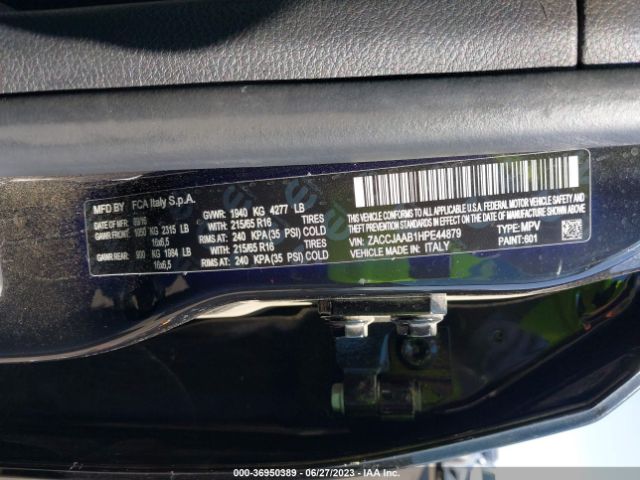 MFD BY FCA Italy S.p.A.
DATE OF MFR 09/16 GVWR: 1940 KG 4277 LB
GAWR FRONT: 1050 KG 2315 LB WITH: 215/65 R16 TIRES
16x6,5 RIMS AT: 240 KPA(35 PSI) COLD
GAWR REAR: 900 KG 1984 LB WITH: 215/65 R16 TIRES
16x6,5 RIMS AT: 240 KPA(35 PSI) COLD
THIS VEHICLE CONFORMS TO ALL APPLICABLE U.S.A. FEDERAL MOTOR VEHICLE SAFETY, BUMPER,
AND THEFT PREVENTION STANDARDS IN EFFECT ON THE DATE OF MANUFACTURE SHOWN ABOVE.
VIN: ZACCJAAB1HPE44879 TYPE: MPV
VEHICLE MADE IN: ITALY PAINT: 601
000-36950389 - 06/27/2023 - IAA Inc.